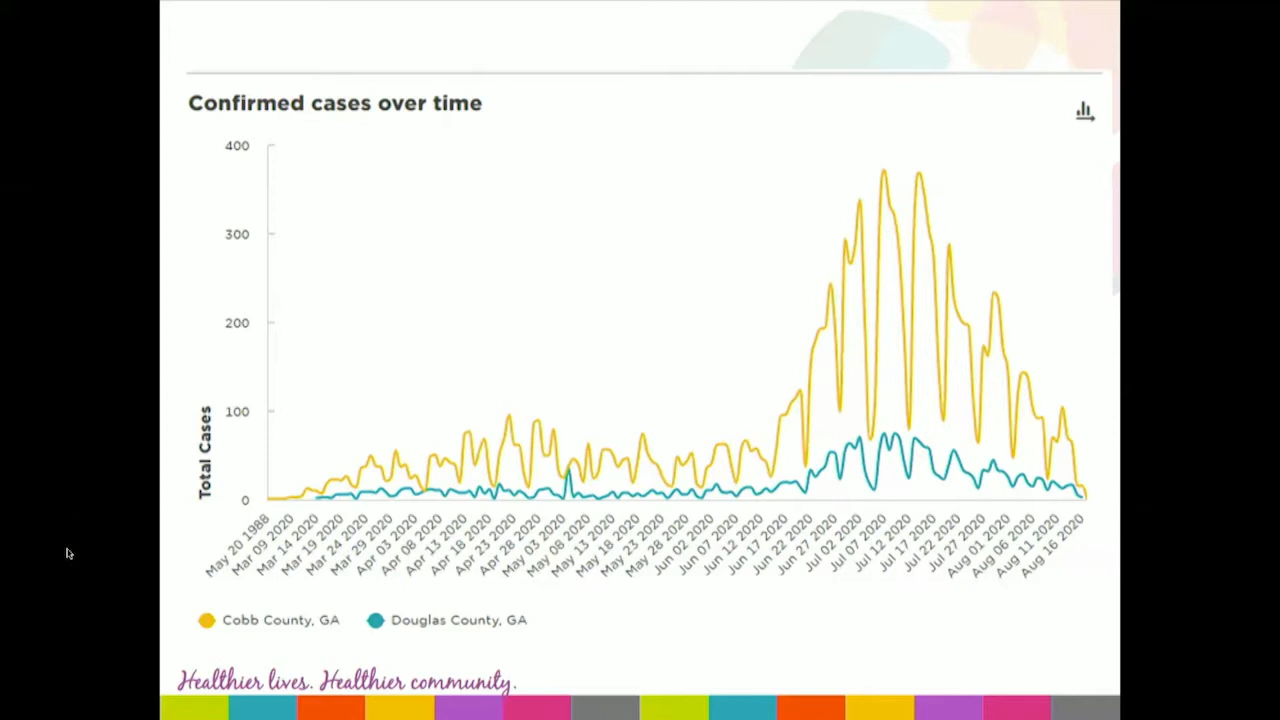 Confirmed cases over time
400
300
200
100
0
Total Cases
May 20 1988
Mar 09 2020
Mar 14 2020
Mar 19 2020
Mar 24 2020
Mar 29 2020
Apr 03 2020
Apr 08 2020
Apr 13 2020
Apr 18 2020
Apr 23 2020
Apr 28 2020
May 03 2020
May 08 2020
May 13 2020
May 18 2020
May 23 2020
May 28 2020
Jun 02 2020
Jun 07 2020
Jun 12 2020
Jun 17 2020
Jun 22 2020
Jun 27 2020
Jul 02 2020
Jul 07 2020
Jul 12 2020
Jul 17 2020
Jul 22 2020
Jul 27 2020
Aug 01 2020
Aug 06 2020
Aug 11 2020
Aug 16 2020
Cobb County, GA
Douglas County, GA
Healthier lives. Healthier community.